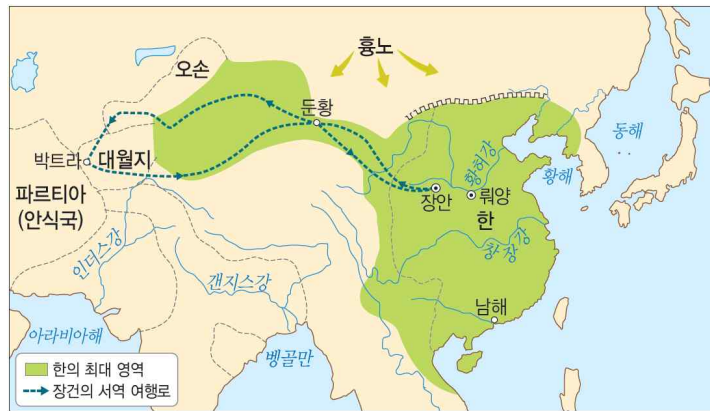 흉노
오손
둔황
동해
박트라
대월지
황허강
황해
파르티아
(안식국)
장안
뤄양
한
창장강
인더스강
갠지스강
남해
아라비아해
벵골만
한의 최대 영역
장건의 서역 여행로